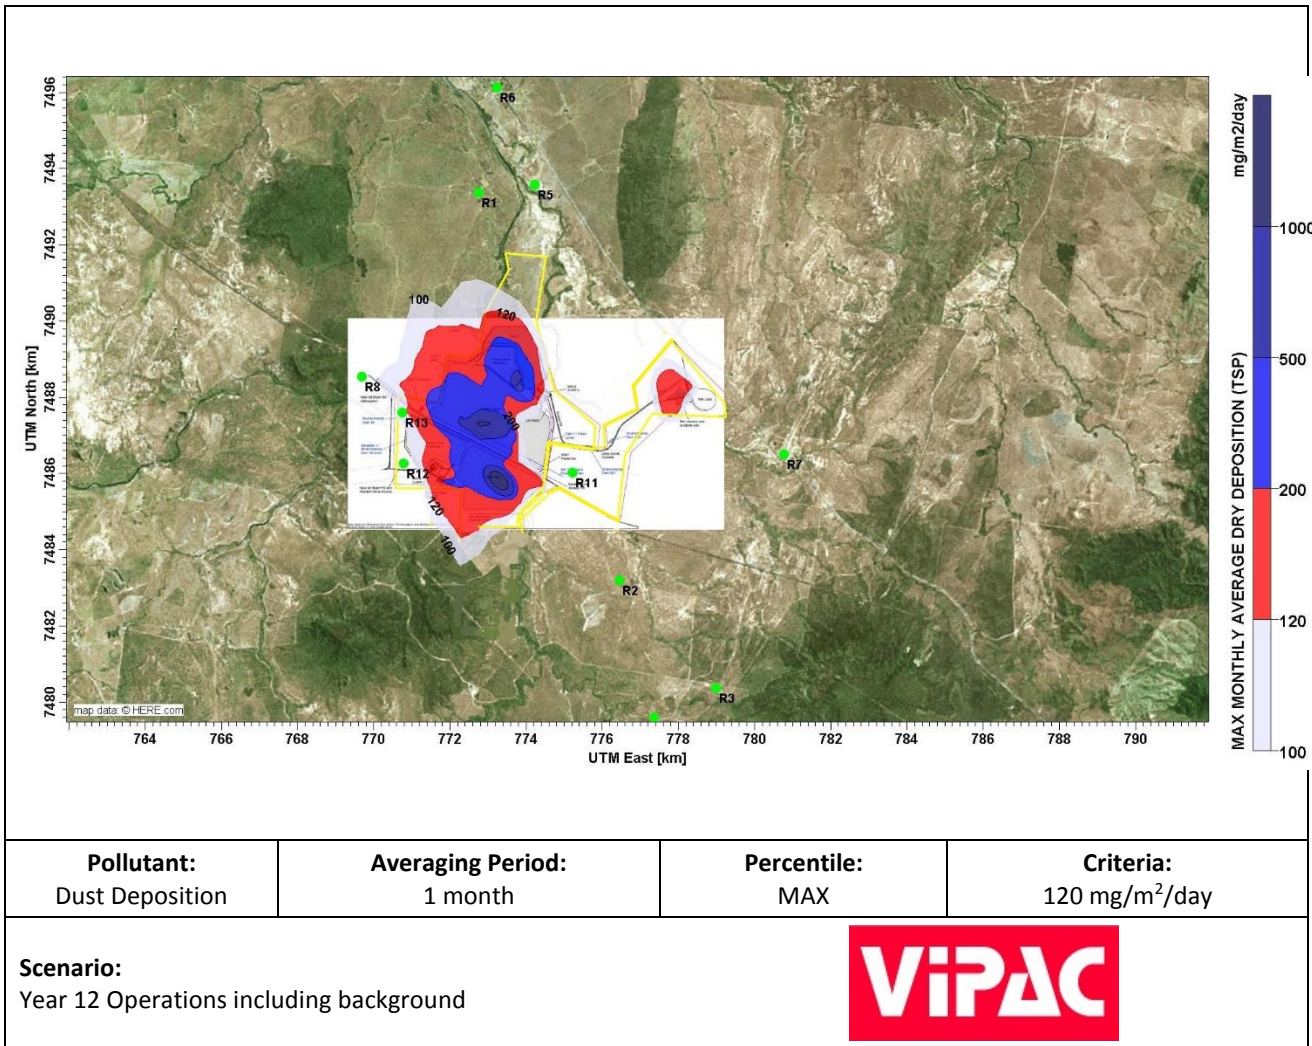 mg/m2/day
MAX MONTHLY AVERAGE DRY DEPOSITION (TSP)
1000
500
200
120
100
UTM North [km]
7496
7494
7492
7490
7488
7486
7484
7482
7480
R6
R5
R1
100
120
R8
R13
200
R12
R11
R7
120
100
R2
R3
map data: © HERE.com
764 766 768 770 772 774 776 778 780 782 784 786 788 790
UTM East [km]
Pollutant: Averaging Period: Percentile: Criteria:
Dust Deposition 1 month MAX 120 mg/m²/day
Scenario:
Year 12 Operations including background
ViPAC